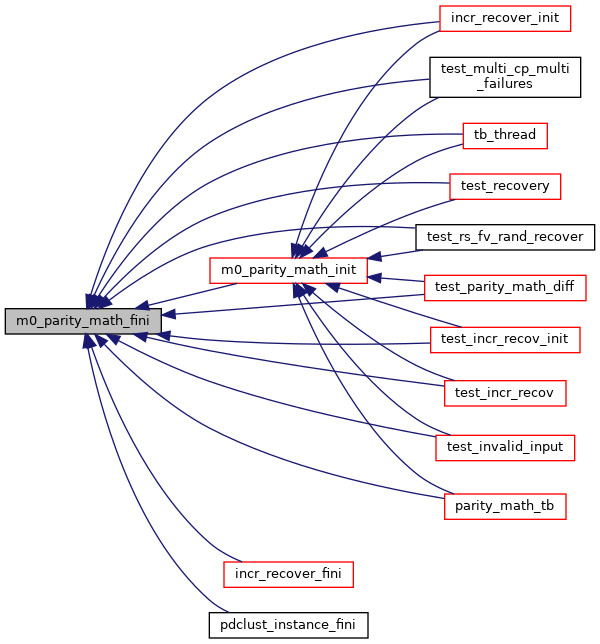 incr_recover_init
test_multi_cp_multi
_failures
tb_thread
test_recovery
test_rs_fv_rand_recover
m0_parity_math_init
test_parity_math_diff
m0_parity_math_fini
test_incr_recov_init
test_incr_recov
test_invalid_input
parity_math_tb
incr_recover_fini
pdclust_instance_fini